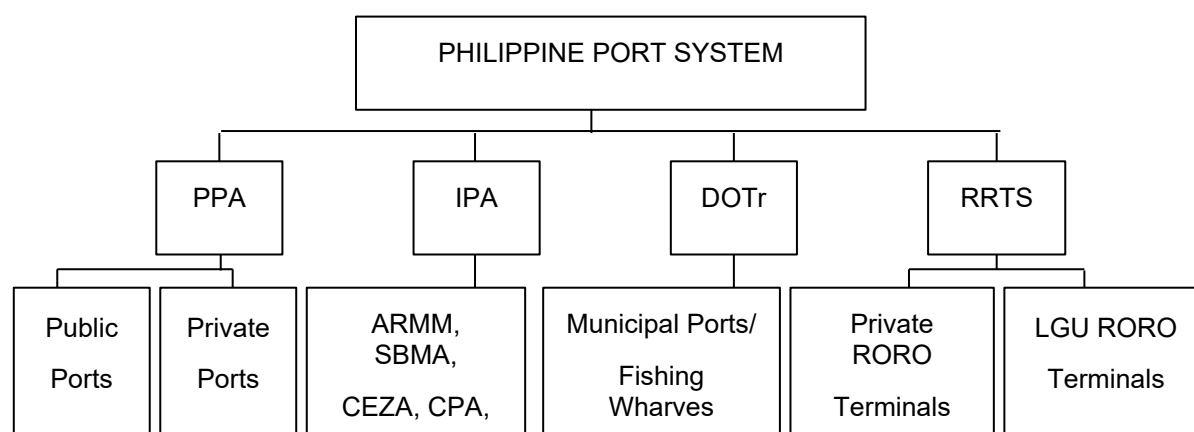 PHILIPPINE PORT SYSTEM
PPA
IPA
DOTr
RRTS
Public
Ports
Private
Ports
ARMM,
SBMA,
CEZA, CPA,
Municipal Ports/
Fishing
Wharves
Private
RORO
Terminals
LGU RORO
Terminals